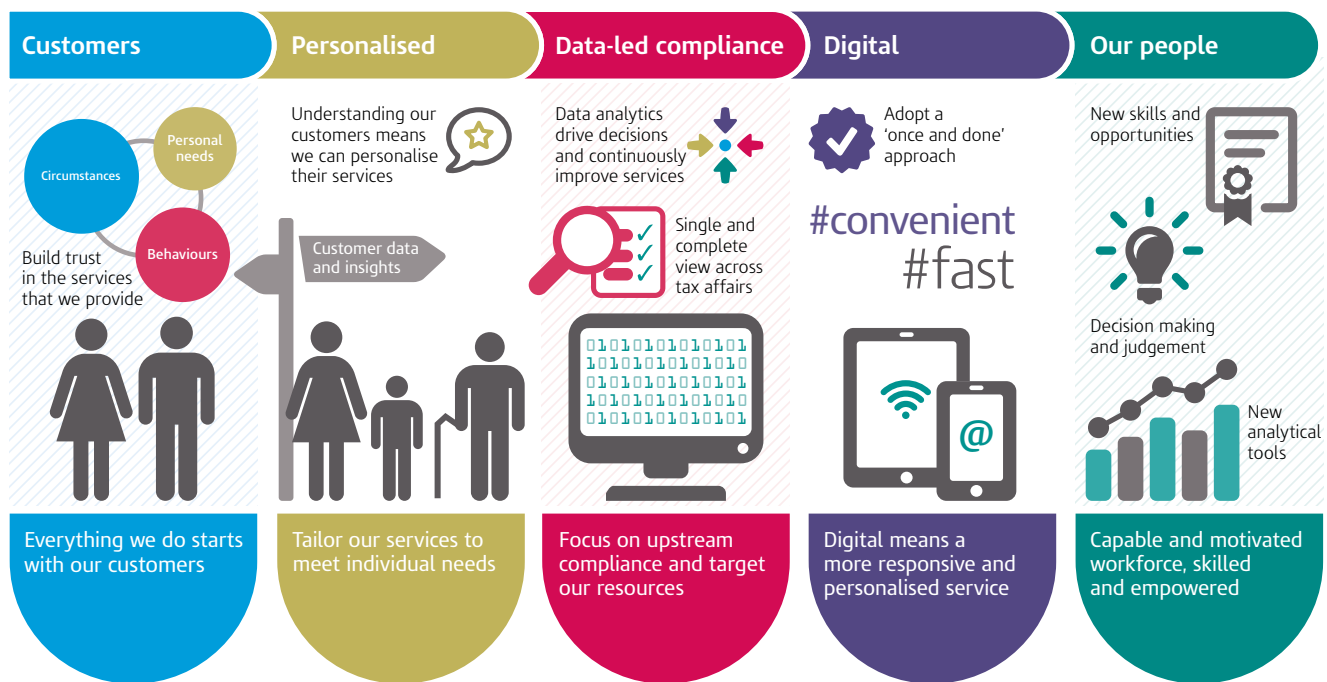 Customers
Personalised
Data-led compliance
Digital
Our people
Circumstances
Personal
needs
Behaviours
Build trust
in the services
that we provide
Everything we do starts
with our customers
Understanding our
customers means
we can personalise
their services
Customer data
and insights
Tailor our services to
meet individual needs
Data analytics
drive decisions
and continuously
improve services
Single and
complete
view across
tax affairs
01010101010101
10101010101010
01010101010101
10101010101010
01010101010101
Focus on upstream
compliance and target
our resources
Adopt a
‘once and done’
approach
#convenient
#fast
@
Digital means a
more responsive and
personalised service
New skills and
opportunities
Decision making
and judgement
New
analytical
tools
Capable and motivated
workforce, skilled
and empowered